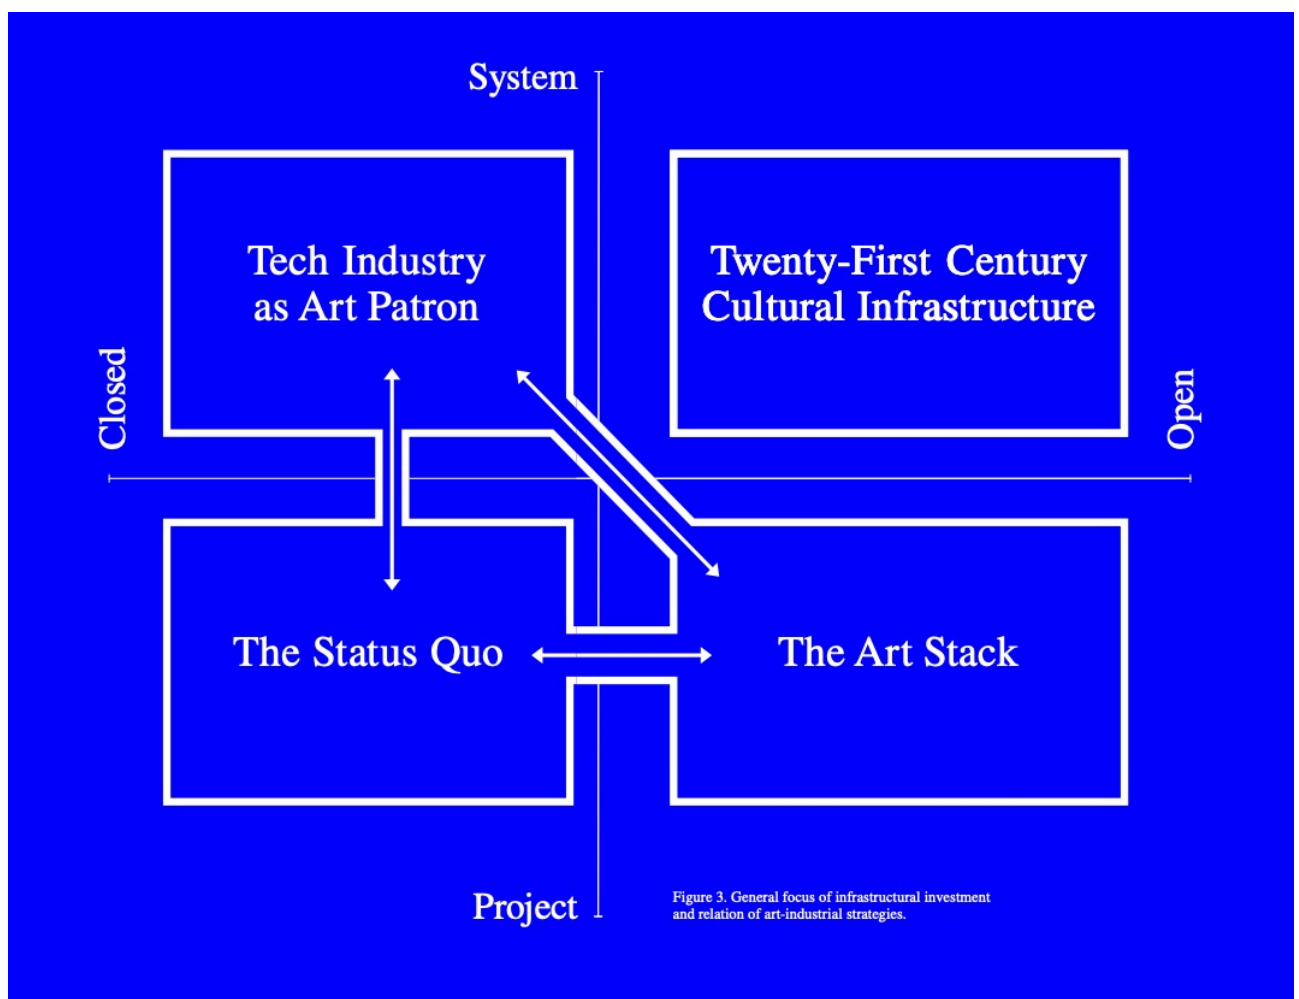 System
Tech Industry
as Art Patron
Twenty-First Century
Cultural Infrastructure
Closed
Open
The Status Quo
The Art Stack
Project
Figure 3. General focus of infrastructural investment
and relation of art-industrial strategies.